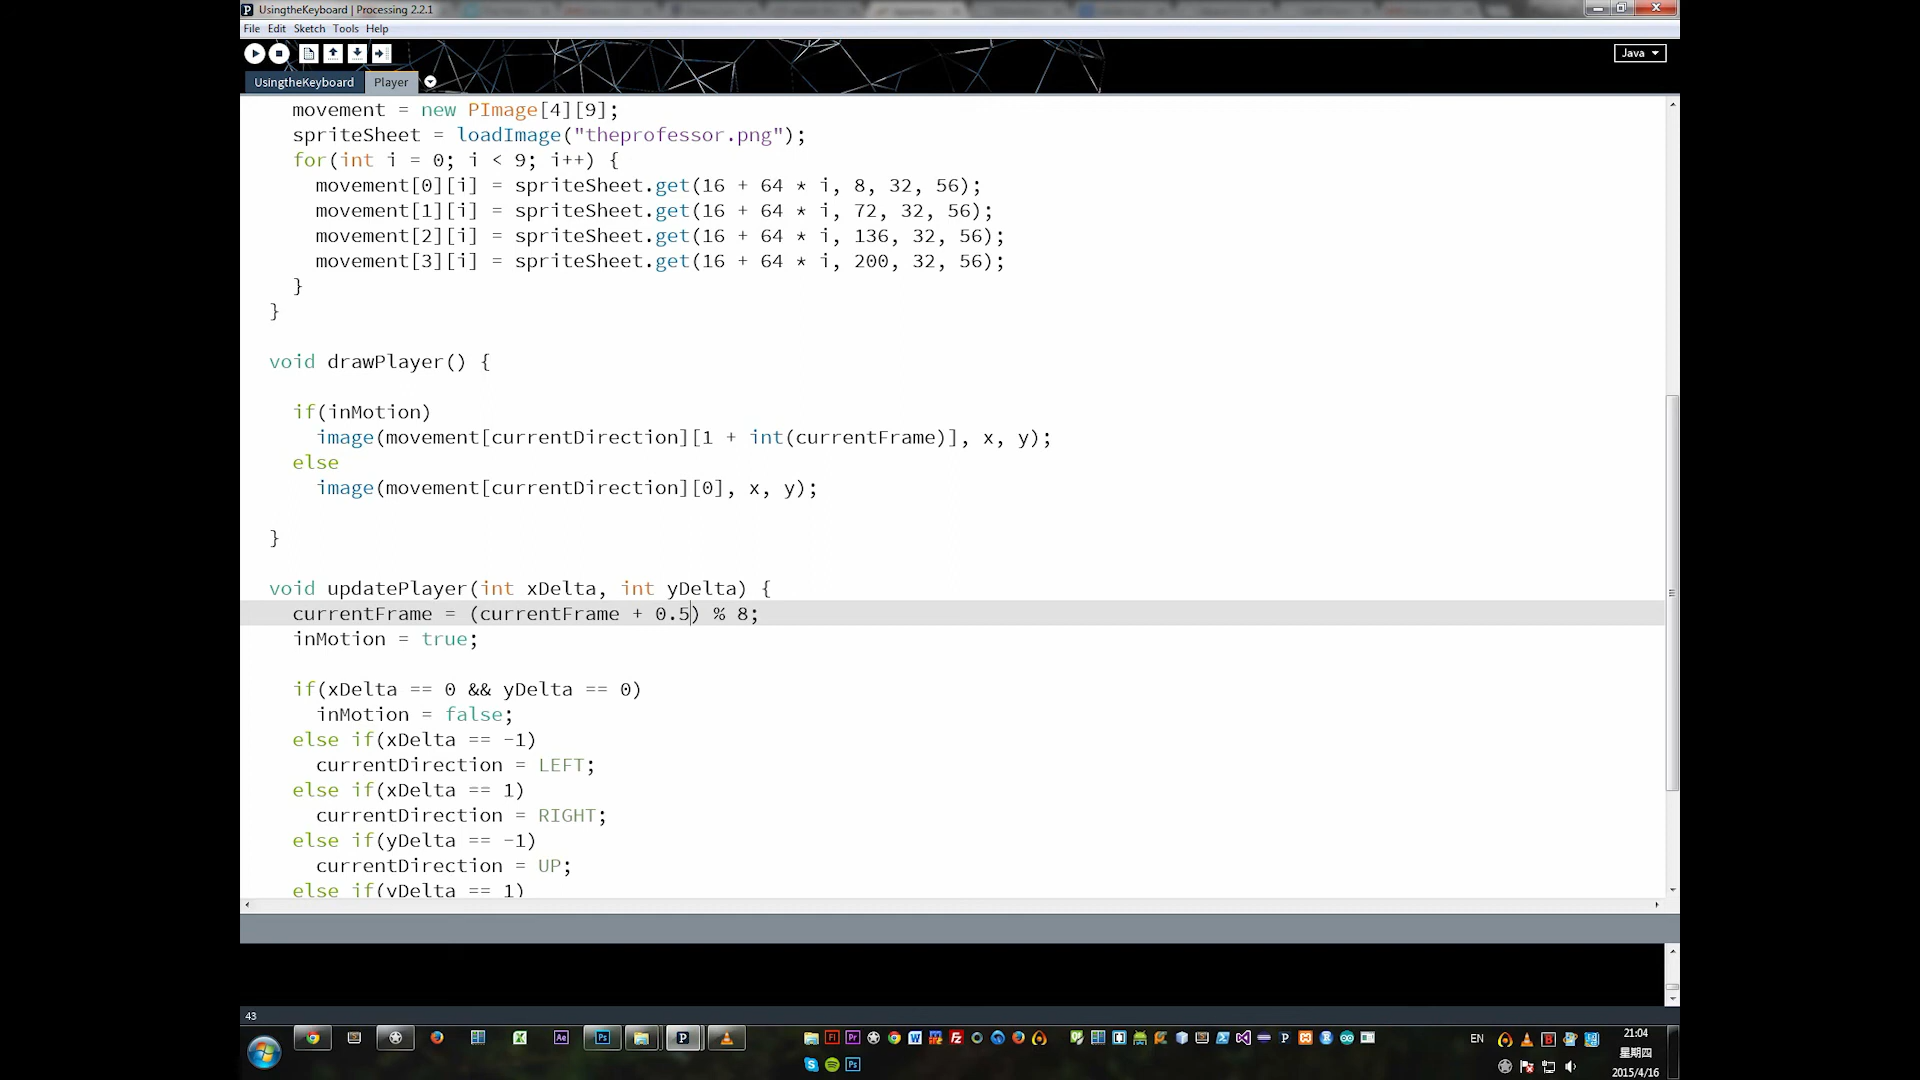 UsingtheKeyboard | Processing 2.2.1
File Edit Sketch Tools Help
Java
UsingtheKeyboard Player
movement = new PImage[4][9];
spriteSheet = loadImage("theprofessor.png");
for(int i = 0; i < 9; i++) {
movement[0][i] = spriteSheet.get(16 + 64 * i, 8, 32, 56);
movement[1][i] = spriteSheet.get(16 + 64 * i, 72, 32, 56);
movement[2][i] = spriteSheet.get(16 + 64 * i, 136, 32, 56);
movement[3][i] = spriteSheet.get(16 + 64 * i, 200, 32, 56);
}
}
void drawPlayer() {
if(inMotion)
image(movement[currentDirection][1 + int(currentFrame)], x, y);
else
image(movement[currentDirection][0], x, y);
}
void updatePlayer(int xDelta, int yDelta) {
currentFrame = (currentFrame + 0.5) % 8;
inMotion = true;
if(xDelta == 0 && yDelta == 0)
inMotion = false;
else if(xDelta == -1)
currentDirection = LEFT;
else if(xDelta == 1)
currentDirection = RIGHT;
else if(yDelta == -1)
currentDirection = UP;
else if(yDelta == 1)
43
EN
21:04
星期四
2015/4/16